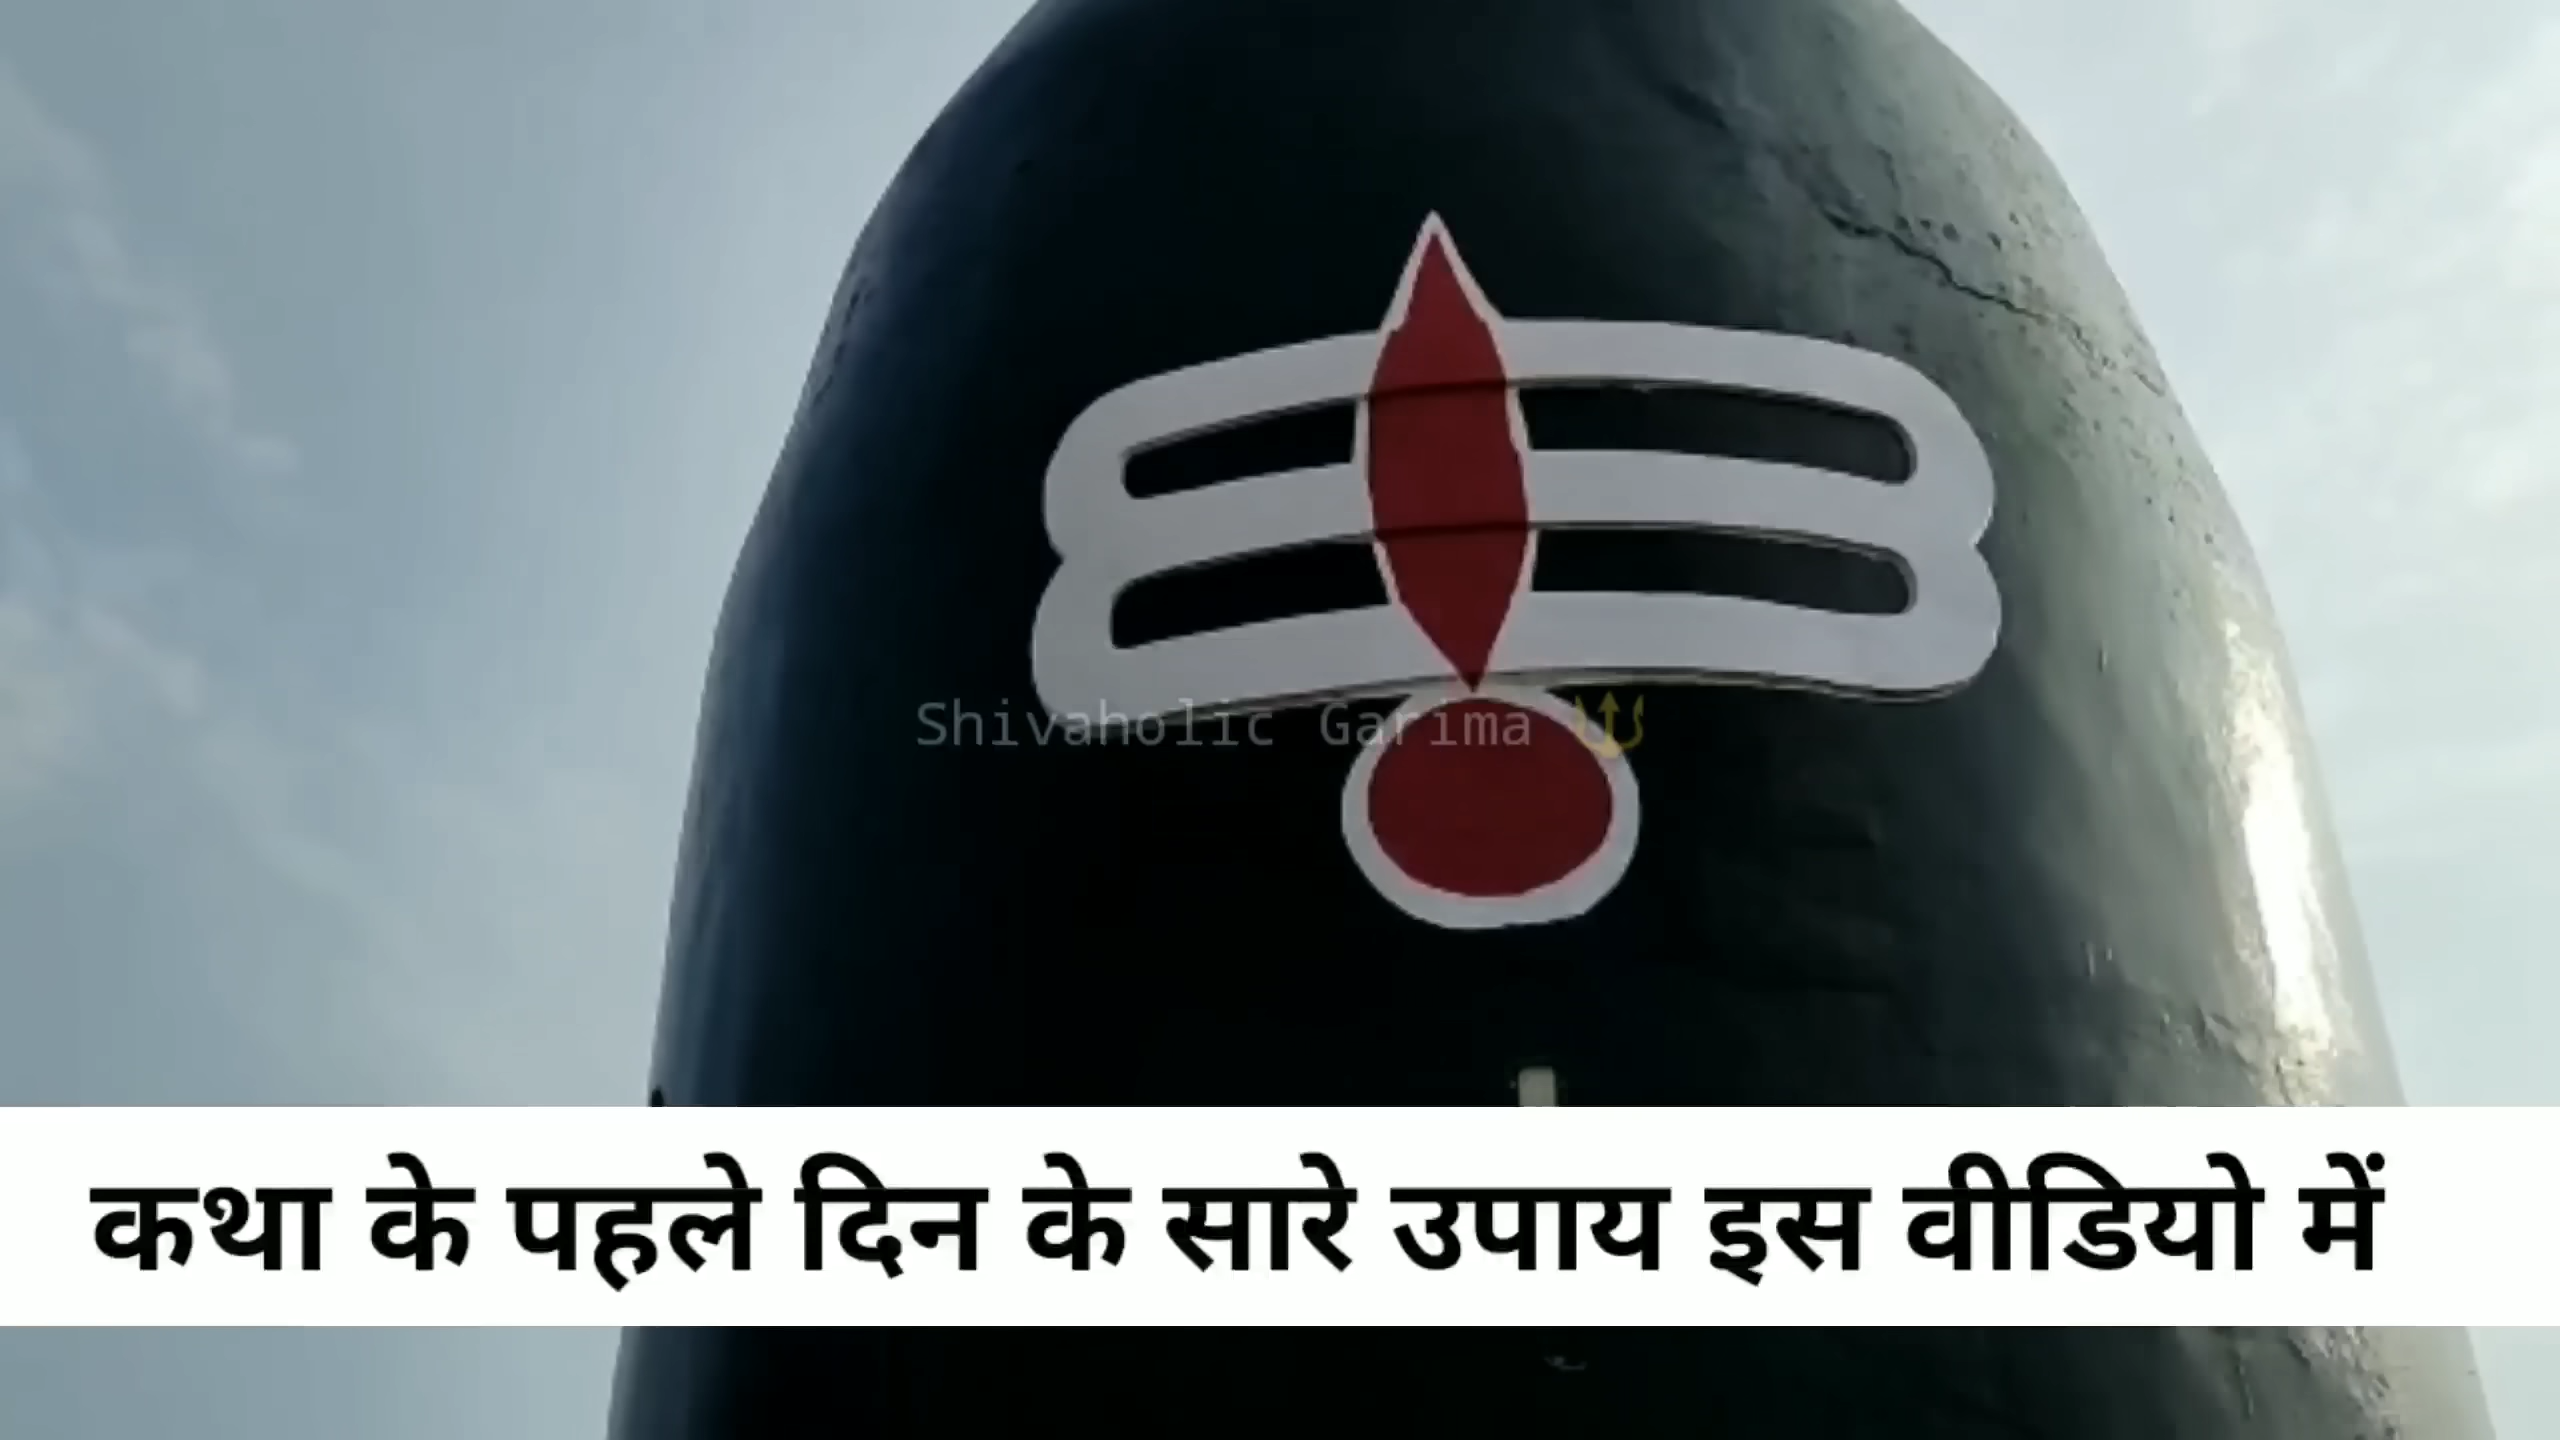 Shivaholic Garima 🔱
कथा के पहले दिन के सारे उपाय इस वीडियो में